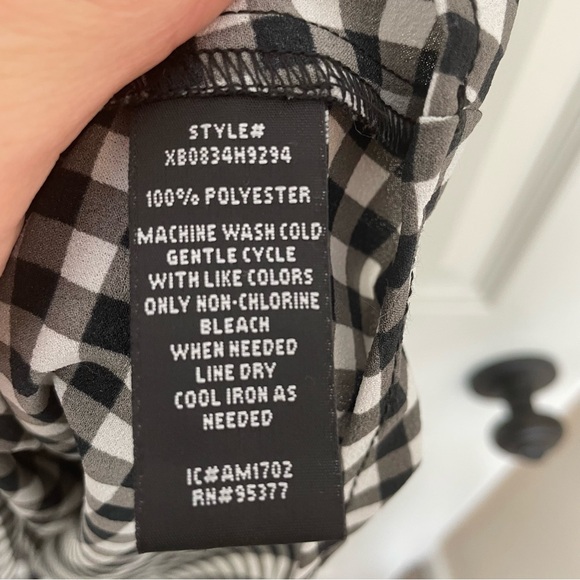 STYLE#
XB0834H9294
100% POLYESTER
MACHINE WASH COLD
GENTLE CYCLE
WITH LIKE COLORS
ONLY NON-CHLORINE
BLEACH
WHEN NEEDED
LINE DRY
COOL IRON AS
NEEDED
IC#AM1702
RN#95377